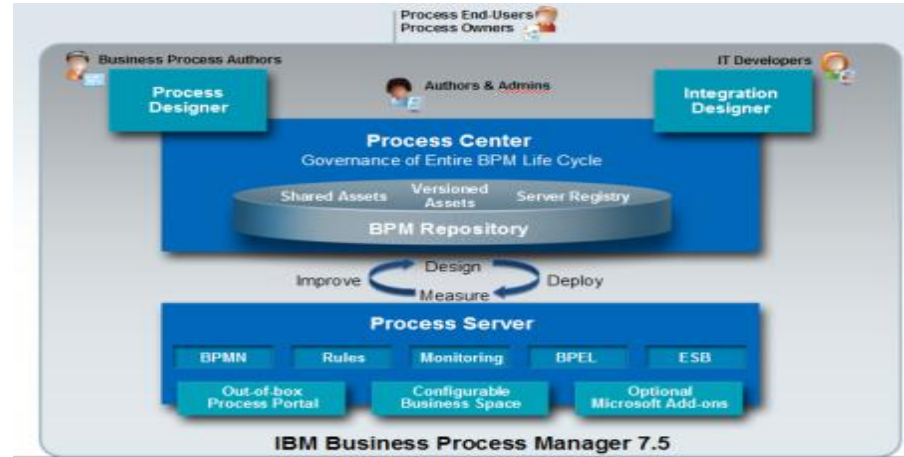 Process End-Users
Process Owners
Business Process Authors
IT Developers
Authors & Admins
Process
Designer
Integration
Designer
Process Center
Governance of Entire BPM Life Cycle
Shared Assets
Versioned
Assets
Server Registry
BPM Repository
Design
Improve
Deploy
Measure
Process Server
BPMN
Rules
Monitoring
BPEL
ESB
Out-of-box
Process Portal
Configurable
Business Space
Optional
Microsoft Add-ons
IBM Business Process Manager 7.5